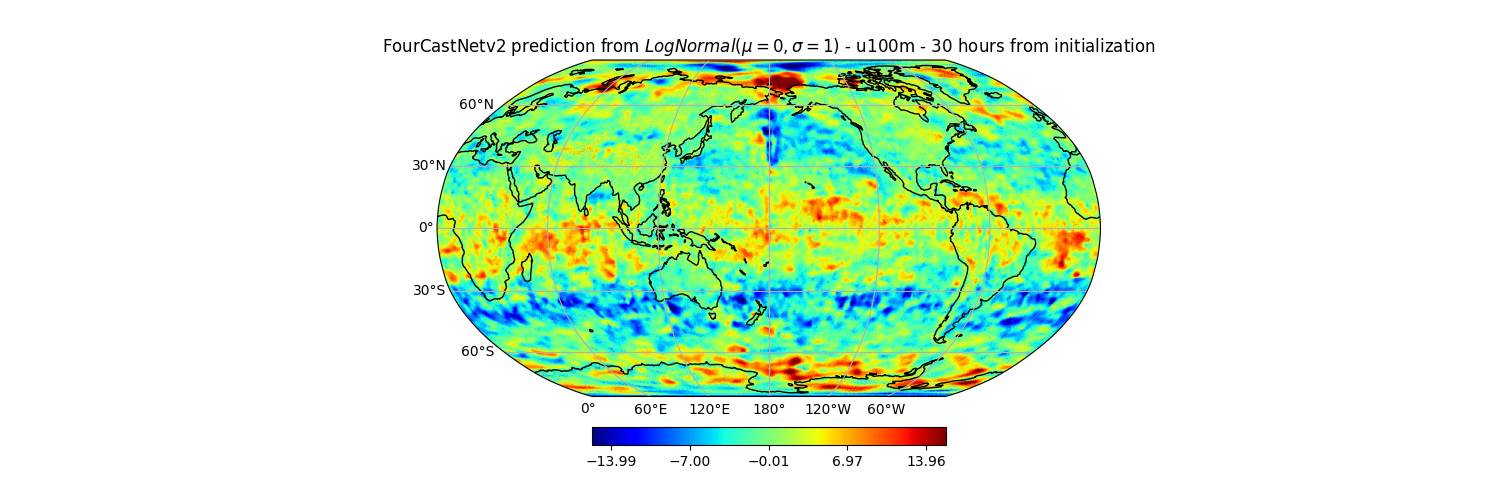 FourCastNetv2 prediction from LogNormal(μ = 0, σ = 1) - u100m - 30 hours from initialization
60°N
30°N
0°
30°S
60°S
0° 60°E 120°E 180° 120°W 60°W
−13.99 −7.00 −0.01 6.97 13.96